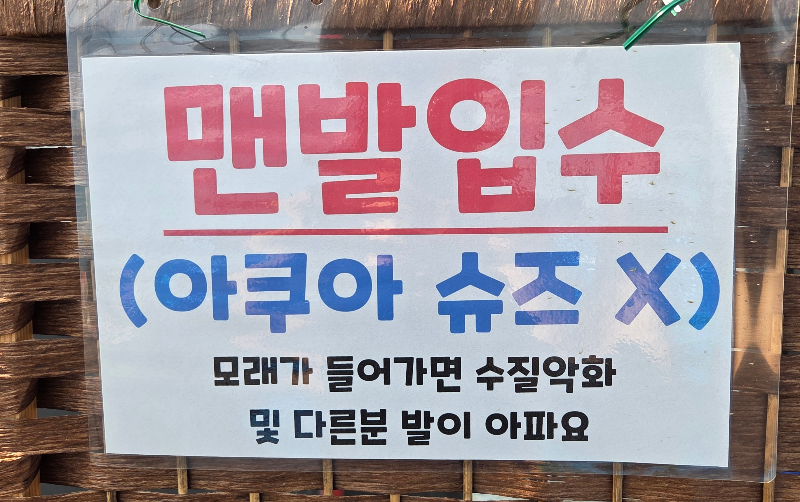 맨발입수
(아쿠아 슈즈 X)
모래가 들어가면 수질악화
및 다른분 발이 아파요